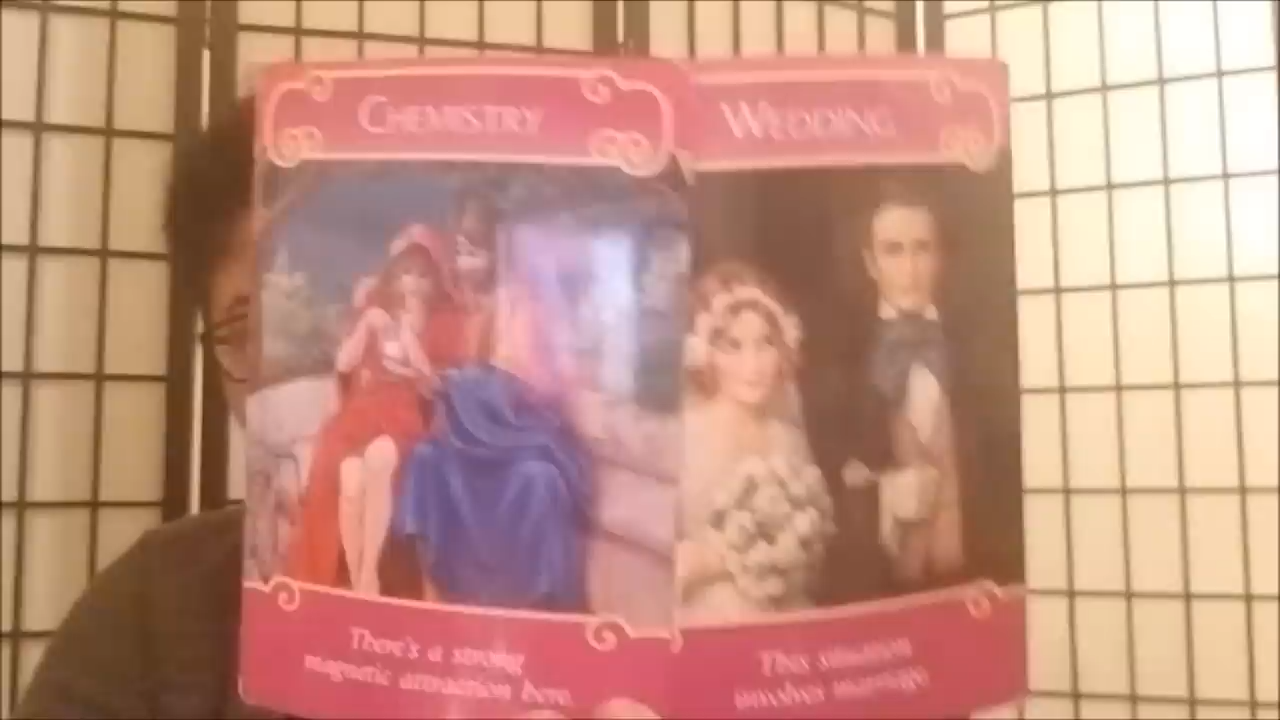 CHEMISTRY
There's a strong
magnetic attraction here.
WEDDING
This situation
involves marriage.